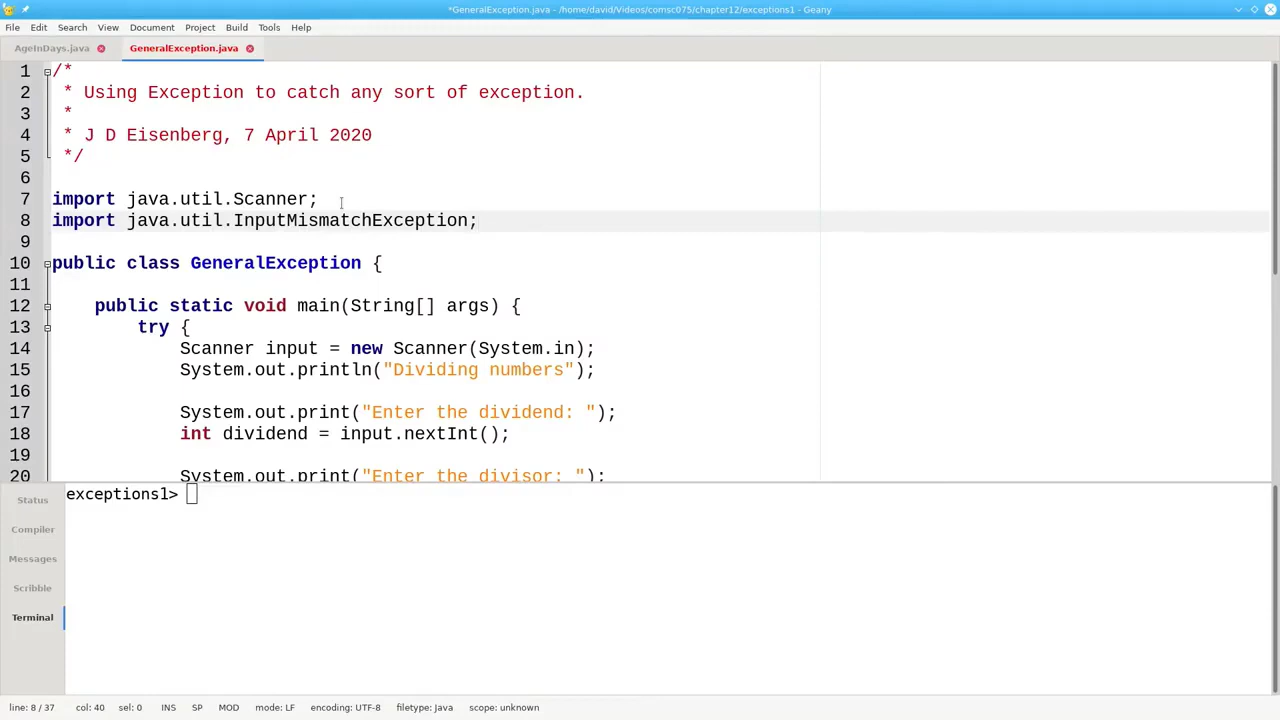 *GeneralException.java - /home/david/Videos/comsc075/chapter12/exceptions1 - Geany
File Edit Search View Document Project Build Tools Help
AgeInDays.java GeneralException.java
1 /*
2 * Using Exception to catch any sort of exception.
3 *
4 * J D Eisenberg, 7 April 2020
5 */
6
7 import java.util.Scanner;
8 import java.util.InputMismatchException;
9
10 public class GeneralException {
11
12 public static void main(String[] args) {
13 try {
14 Scanner input = new Scanner(System.in);
15 System.out.println("Dividing numbers");
16
17 System.out.print("Enter the dividend: ");
18 int dividend = input.nextInt();
19
20 System.out.print("Enter the divisor: ");
Status
Compiler
Messages
Scribble
Terminal
exceptions1>
line: 8 / 37 col: 40 sel: 0 INS SP MOD mode: LF encoding: UTF-8 filetype: Java scope: unknown